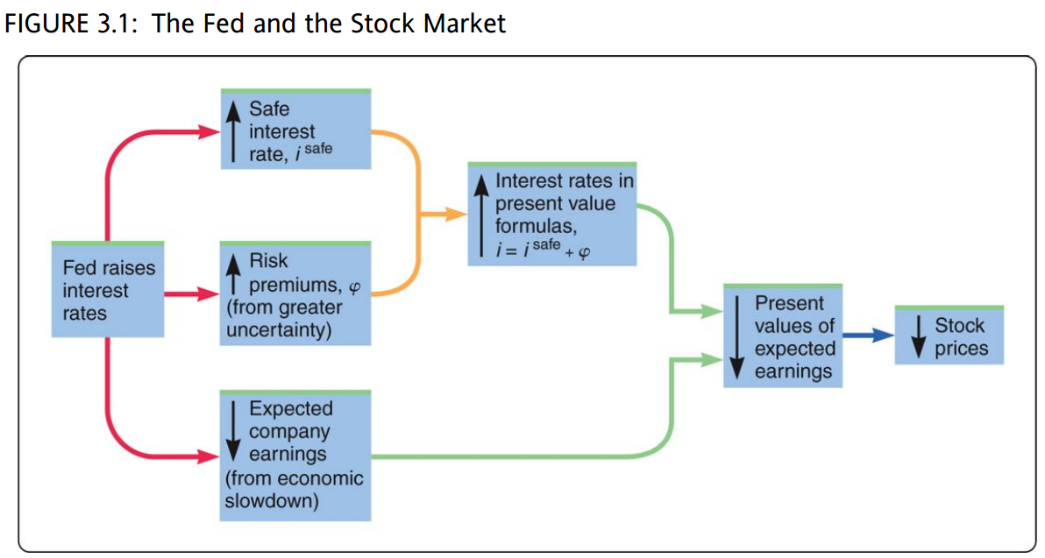 FIGURE 3.1: The Fed and the Stock Market
Safe
interest
rate, i safe
Fed raises
interest
rates
Risk
premiums, φ
(from greater
uncertainty)
Expected
company
earnings
(from economic
slowdown)
Interest rates in
present value
formulas,
i = i safe + φ
Present
values of
expected
earnings
Stock
prices